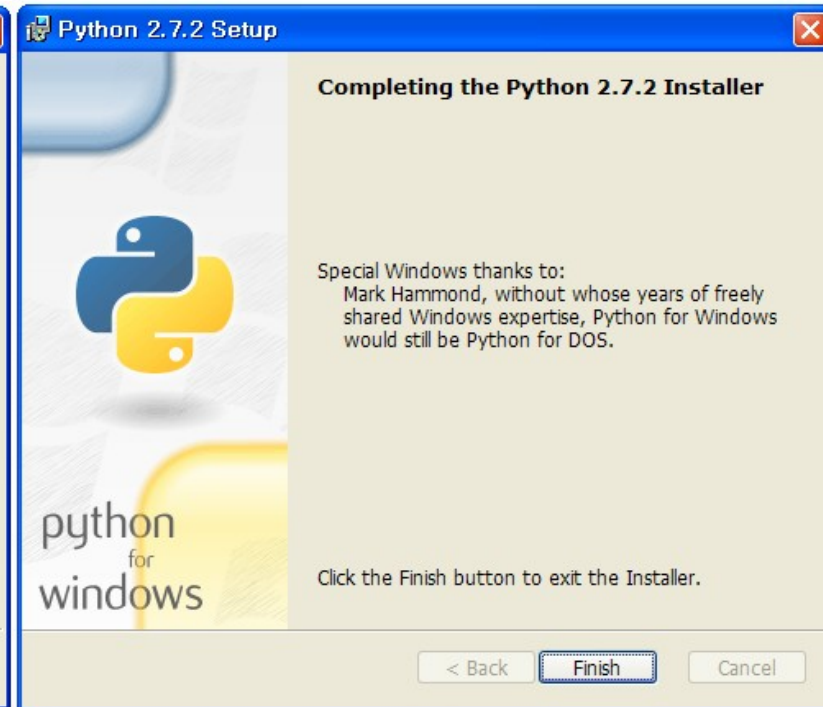 Python 2.7.2 Setup
Completing the Python 2.7.2 Installer
Special Windows thanks to:
Mark Hammond, without whose years of freely
shared Windows expertise, Python for Windows
would still be Python for DOS.
python
for
windows
Click the Finish button to exit the Installer.
< Back
Finish
Cancel